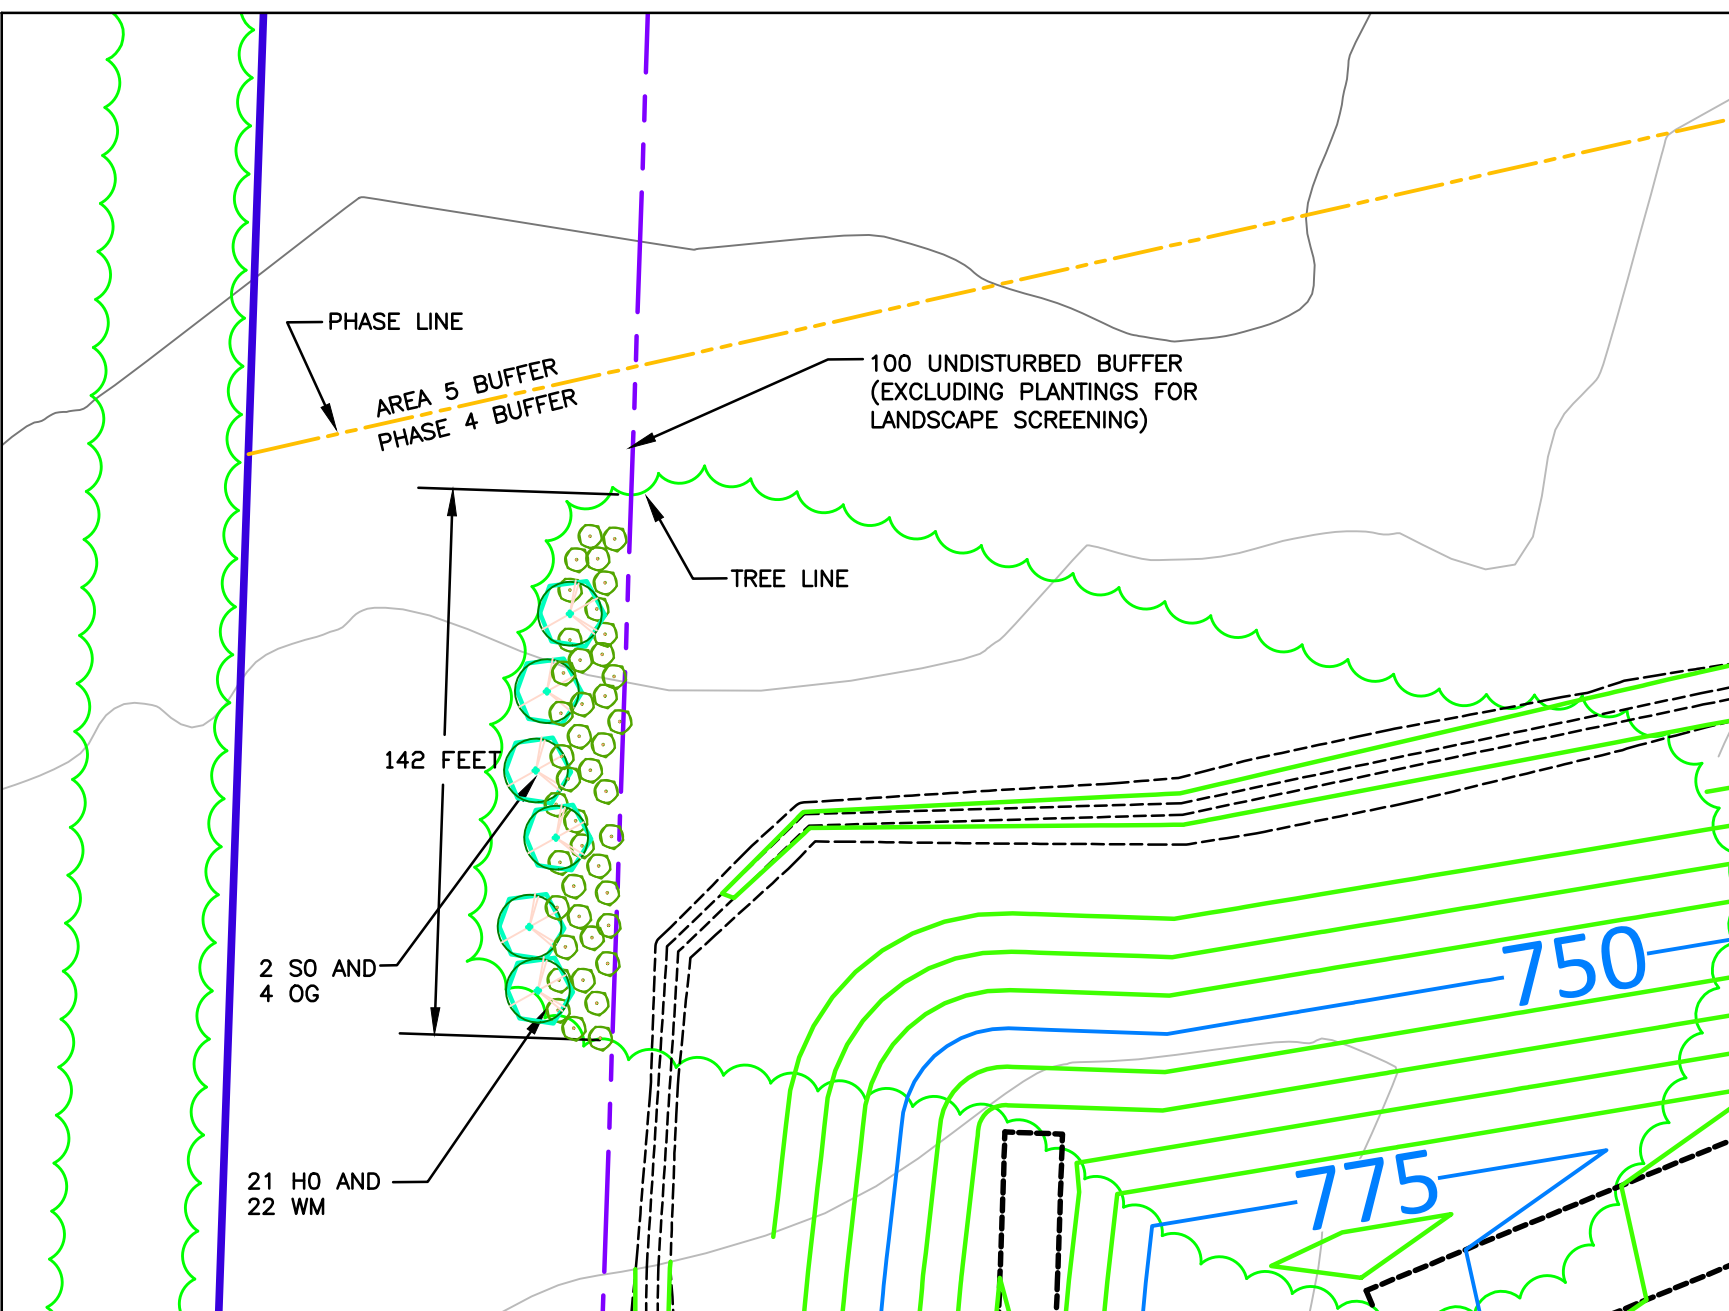 PHASE LINE
AREA 5 BUFFER
PHASE 4 BUFFER
100 UNDISTURBED BUFFER
(EXCLUDING PLANTINGS FOR
LANDSCAPE SCREENING)
TREE LINE
142 FEET
2 SO AND
4 OG
750
21 HO AND
22 WM
775